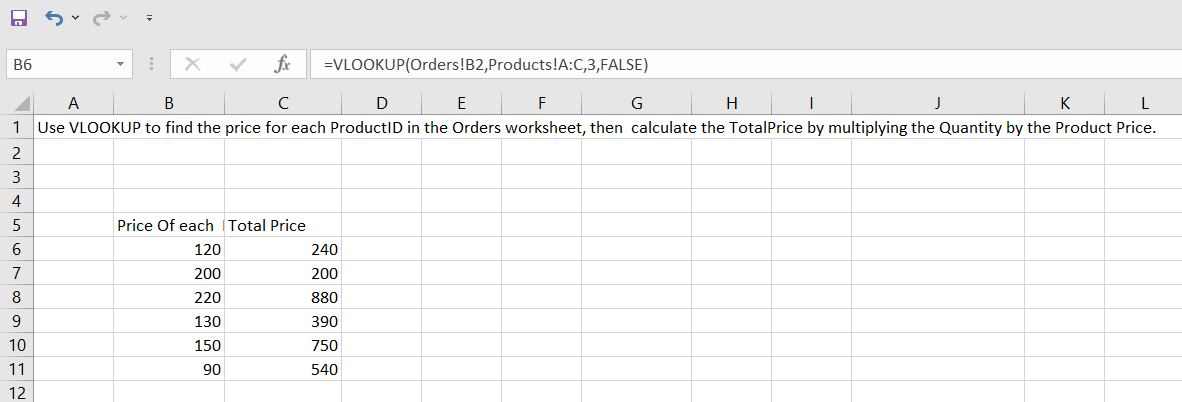 B6 fx =VLOOKUP(Orders!B2,Products!A:C,3,FALSE)
A B C D E F G H I J K L
1 Use VLOOKUP to find the price for each ProductID in the Orders worksheet, then  calculate the TotalPrice by multiplying the Quantity by the Product Price.
2
3
4
5 Price Of each Total Price
6 120 240
7 200 200
8 220 880
9 130 390
10 150 750
11 90 540
12